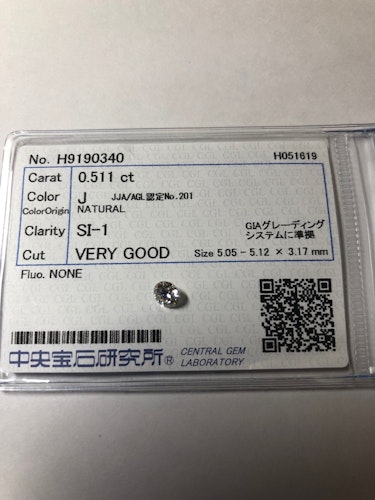 No. H9190340 H051619
Carat 0.511 ct
Color J JJA/AGL認定No.201
ColorOrigin NATURAL
Clarity SI-1 GIAグレーディング
システムに準拠
Cut VERY GOOD Size 5.05 - 5.12 × 3.17 mm
Fluo. NONE
中央宝石研究所® CENTRAL GEM
LABORATORY